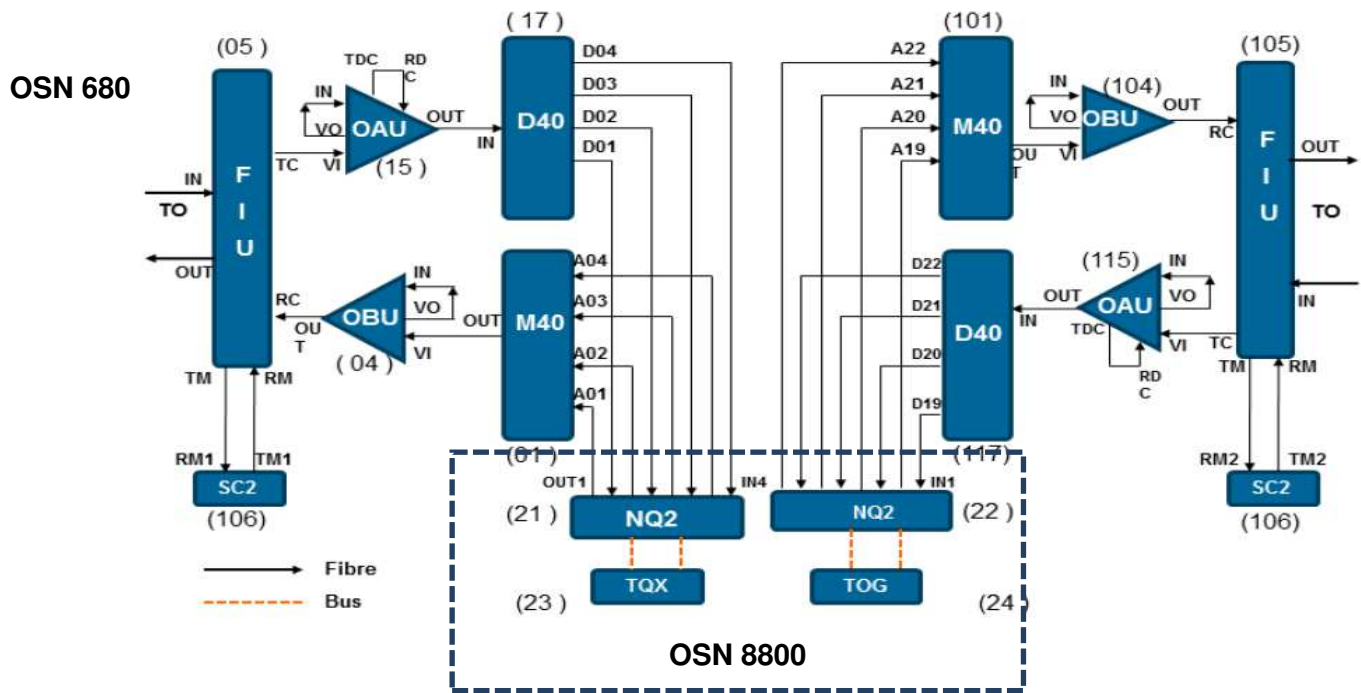 ( 17 )
(101)
(05 )
(105)
OSN 680
TDC
RD
C
D04
D03
D02
D01
A22
A21
A20
A19
IN
VO
OAU
OUT
VI
TC
(15 )
IN
D40
M40
OU
T
IN
VO
OBU
(104)
OUT
VI
RC
F
I
U
IN
TO
OUT
F
I
U
OUT
TO
IN
RC
OU
T
OBU
IN
VO
VI
( 04 )
OUT
M40
A04
A03
A02
A01
D22
D21
D20
D19
D40
IN
OUT
(115)
OAU
IN
VO
VI
TDC
RD
C
TC
TM
RM
TM
RM
(01 )
(117)
RM1
TM1
SC2
(106)
OUT1
IN4
(21 )
NQ2
IN1
NQ2
(22 )
RM2
TM2
SC2
(106)
Fibre
Bus
(23 )
TQX
TOG
(24 )
OSN 8800